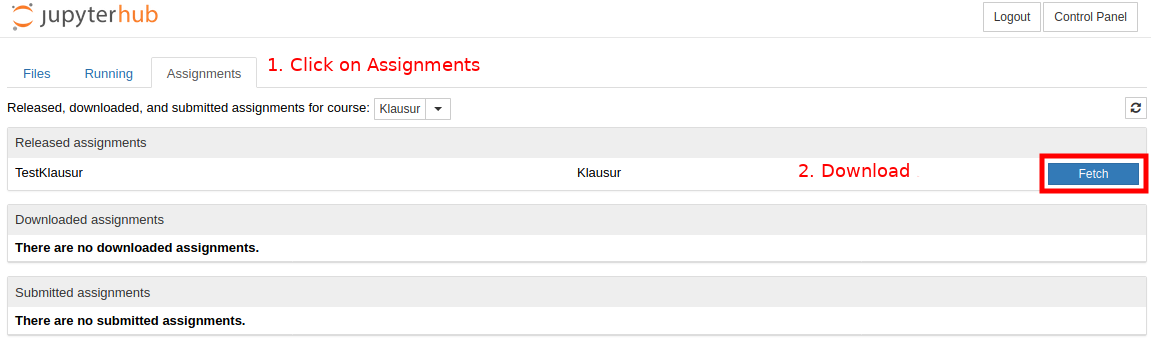 jupyterhub
Logout Control Panel
Files Running Assignments 1. Click on Assignments
Released, downloaded, and submitted assignments for course: Klausur
Released assignments
TestKlausur Klausur 2. Download Fetch
Downloaded assignments
There are no downloaded assignments.
Submitted assignments
There are no submitted assignments.